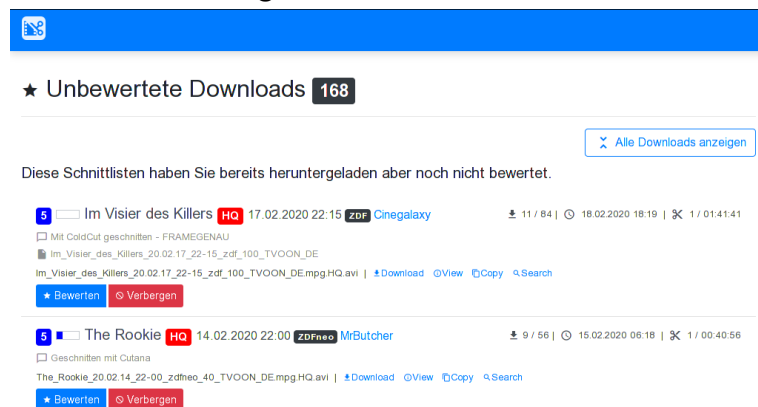 Unbewertete Downloads 168
Alle Downloads anzeigen
Diese Schnittlisten haben Sie bereits heruntergeladen aber noch nicht bewertet.
5 Im Visier des Killers HQ 17.02.2020 22:15 ZDF Cinegalaxy 11 / 84 | 18.02.2020 18:19 | 1 / 01:41:41
Mit ColdCut geschnitten - FRAMEGENAU
Im_Visier_des_Killers_20.02.17_22-15_zdf_100_TVOON_DE
Im_Visier_des_Killers_20.02.17_22-15_zdf_100_TVOON_DE.mpg.HQ.avi | Download View Copy Search
Bewerten Verbergen
5 The Rookie HQ 14.02.2020 22:00 ZDFneo MrButcher 9 / 56 | 15.02.2020 06:18 | 1 / 00:40:56
Geschnitten mit Cutana
The_Rookie_20.02.14_22-00_zdfneo_40_TVOON_DE.mpg.HQ.avi | Download View Copy Search
Bewerten Verbergen